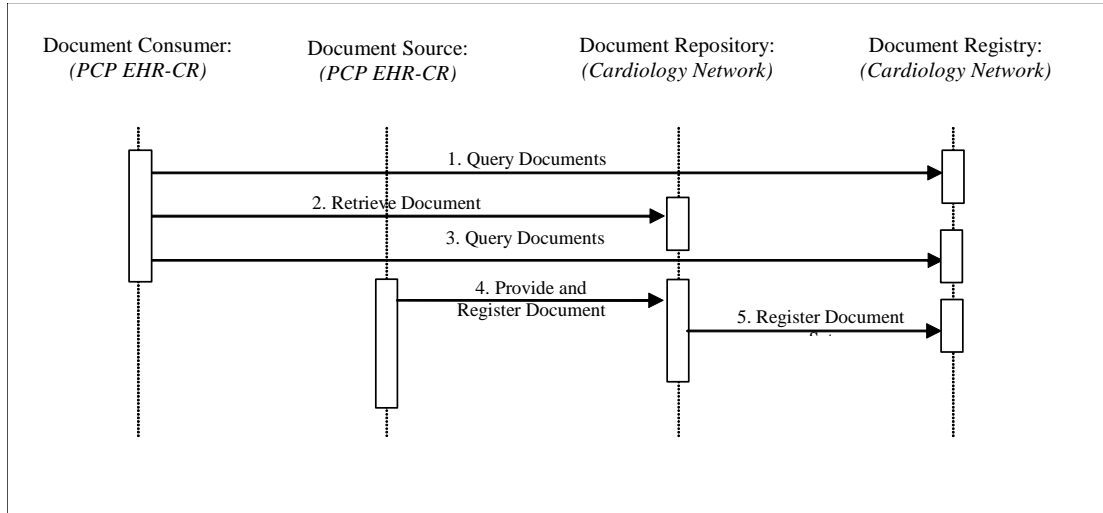 Document Consumer:
(PCP EHR-CR)
Document Source:
(PCP EHR-CR)
Document Repository:
(Cardiology Network)
Document Registry:
(Cardiology Network)
1. Query Documents
2. Retrieve Document
3. Query Documents
4. Provide and
Register Document
5. Register Document